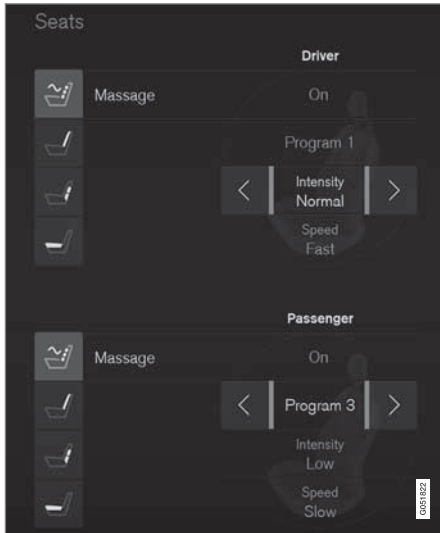 Seats
Driver
Massage On
Program 1
Intensity
Normal
Speed
Fast
Passenger
Massage On
Program 3
Intensity
Low
Speed
Slow
G051822